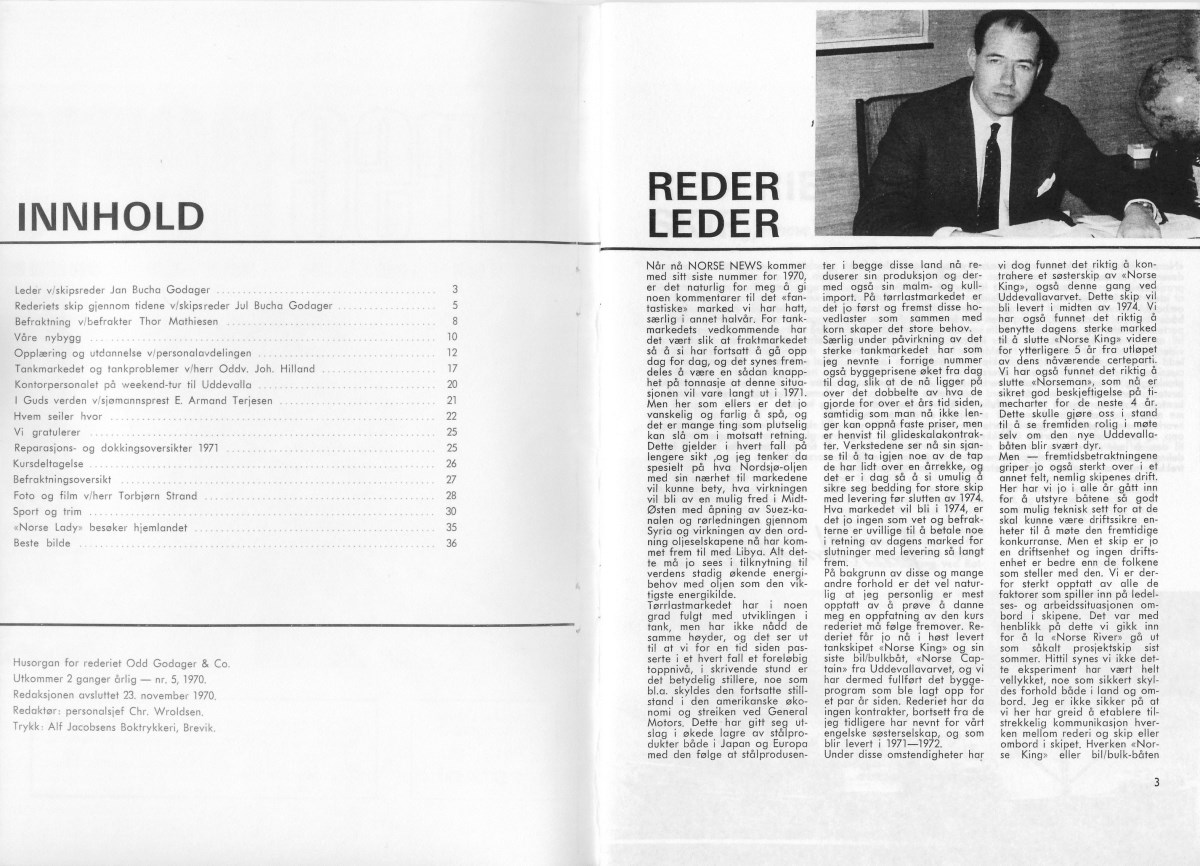 INNHOLD
Leder v/skipsreder Jan Bucha Godager 3
Rederiets skip gjennom tidene v/skipsreder Jul Bucha Godager 5
Befraktning v/befrakter Thor Mathiesen 8
Våre nybygg 10
Opplæring og utdannelse v/personalavdelingen 12
Tankmarkedet og tankproblemer v/herr Oddv. Joh. Hilland 17
Kontorpersonalet på weekend-tur til Uddevalla 20
I Guds verden v/sjømannsprest E. Armand Terjesen 21
Hvem seiler hvor 22
Vi gratulerer 25
Reparasjons- og dokkingsoversikter 1971 25
Kursdeltagelse 26
Befraktningsoversikt 27
Foto og film v/herr Torbjørn Strand 28
Sport og trim 30
«Norse Lady» besøker hjemlandet 35
Beste bilde 36
Husorgan for rederiet Odd Godager & Co.
Utkommer 2 ganger årlig — nr. 5, 1970.
Redaksjonen avsluttet 23. november 1970.
Redaktør: personalsjef Chr. Wroldsen.
Trykk: Alf Jacobsens Boktrykkeri, Brevik.
REDER
LEDER
Når nå NORSE NEWS kommer
med sitt siste nummer for 1970,
er det naturlig for meg å gi
noen kommentarer til det «fan-
tastiske» marked vi har hatt,
særlig i annet halvår. For tank-
markedets vedkommende har
det vært slik at fraktmarkedet
så å si har fortsatt å gå opp
dag for dag, og det synes frem-
deles å være en sådan knapp-
het på tonnasje at denne situa-
sjonen vil vare langt ut i 1971.
Men her som ellers er det jo
vanskelig og farlig å spå, og
det er mange ting som plutselig
kan slå om i motsatt retning.
Dette gjelder i hvert fall på
lengere sikt ,og jeg tenker da
spesielt på hva Nordsjø-oljen
med sin nærhet til markedene
vil kunne bety, hva virkningen
vil bli av en mulig fred i Midt-
Østen med åpning av Suez-ka-
nalen og rørledningen gjennom
Syria og virkningen av den ord-
ning oljeselskapene nå har kom-
met frem til med Libya. Alt det-
te må jo sees i tilknytning til
verdens stadig økende energi-
behov med oljen som den vik-
tigste energikilde.
Tørrlastmarkedet har i noen
grad fulgt med utviklingen i
tank, men har ikke nådd de
samme høyder, og det ser ut
til at vi for en tid siden pas-
serte i et hvert fall et foreløbig
toppnivå, i skrivende stund er
det betydelig stillere, noe som
bl.a. skyldes den fortsatte still-
stand i den amerikanske øko-
nomi og streiken ved General
Motors. Dette har gitt seg ut-
slag i økede lagre av stålpro-
dukter både i Japan og Europa
med den følge at stålprodusen-
ter i begge disse land nå re-
duserer sin produksjon og der-
med også sin malm- og kull-
import. På tørrlastmarkedet er
det jo først og fremst disse ho-
vedlaster som sammen med
korn skaper det store behov.
Særlig under påvirkning av det
sterke tankmarkedet har som
jeg nevnte i forrige nummer
også byggeprisene øket fra dag
til dag, slik at de nå ligger på
over det dobbelte av hva de
gjorde for over et års tid siden,
samtidig som man nå ikke len-
ger kan oppnå faste priser, men
er henvist til glideskalakontrak-
ter. Verkstedene ser nå sin sjan-
se til å ta igjen noe av de tap
de har lidt over en årrekke, og
det er i dag så å si umulig å
sikre seg bedding for store skip
med levering før slutten av 1974.
Hva markedet vil bli i 1974, er
det jo ingen som vet og befrak-
terne er uvillige til å betale noe
i retning av dagens marked for
slutninger med levering så langt
frem.
På bakgrunn av disse og mange
andre forhold er det vel natur-
lig at jeg personlig er mest
opptatt av å prøve å danne
meg en oppfatning av den kurs
rederiet må følge fremover. Re-
deriet får jo nå i høst levert
tankskipet «Norse King» og sin
siste bil/bulkbåt, «Norse Cap-
tain» fra Uddevallavarvet, og vi
har dermed fullført det bygge-
program som ble lagt opp for
et par år siden. Rederiet har da
ingen kontrakter, bortsett fra de
jeg tidligere har nevnt for vårt
engelske søsterselskap, og som
blir levert i 1971—1972.
Under disse omstendigheter har
vi dog funnet det riktig å kon-
trahere et søsterskip av «Norse
King», også denne gang ved
Uddevallavarvet. Dette skip vil
bli levert i midten av 1974. Vi
har også funnet det riktig å
benytte dagens sterke marked
til å slutte «Norse King» videre
for ytterligere 5 år fra utløpet
av dens nåværende certeparti.
Vi har også funnet det riktig å
slutte «Norseman», som nå er
sikret god beskjeftigelse på ti-
mecharter for de neste 4 år.
Dette skulle gjøre oss i stand
til å se fremtiden rolig i møte
selv om den nye Uddevalla-
båten blir svært dyr.
Men — fremtidsbetraktningene
griper jo også sterkt over i et
annet felt, nemlig skipenes drift.
Her har vi jo i alle år gått inn
for å utstyre båtene så godt
som mulig teknisk sett for at de
skal kunne være driftssikre en-
heter til å møte den fremtidige
konkurranse. Men et skip er jo
en driftsenhet og ingen drifts-
enhet er bedre enn de folkene
som steller med den. Vi er der-
for sterkt opptatt av alle de
faktorer som spiller inn på ledel-
ses- og arbeidssituasjonen om-
bord i skipene. Det var med
henblikk på dette vi gikk inn
for å la «Norse River» gå ut
som såkalt prosjektskip sist
sommer. Hittil synes vi ikke det-
te eksperiment har vært helt
vellykket, noe som sikkert skyl-
des forhold både i land og om-
bord. Jeg er ikke sikker på at
vi her har greid å etablere til-
strekkelig kommunikasjon hver-
ken mellom rederi og skip eller
ombord i skipet. Hverken «Nor-
se King» eller bil/bulk-båten
3